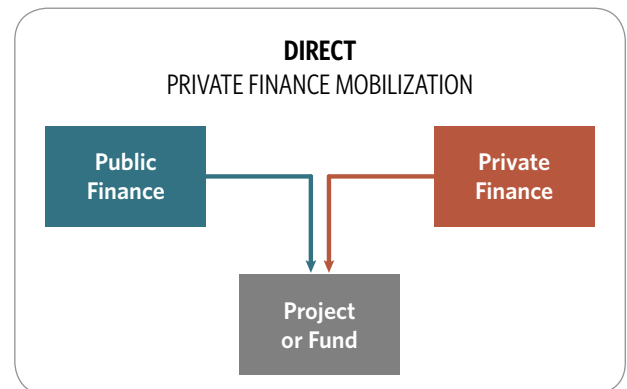 DIRECT
PRIVATE FINANCE MOBILIZATION
Public
Finance
Private
Finance
Project
or Fund